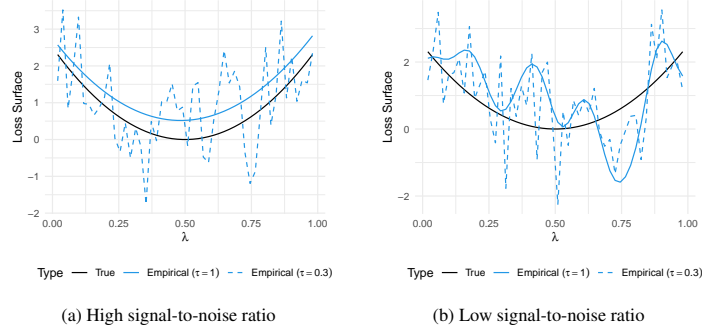 Loss Surface
3
2
1
0
−1
−2
0.00 0.25 0.50 0.75 1.00
λ
Type True Empirical (τ = 1) Empirical (τ = 0.3)
(a) High signal-to-noise ratio
Loss Surface
2
0
−2
0.00 0.25 0.50 0.75 1.00
λ
Type True Empirical (τ = 1) Empirical (τ = 0.3)
(b) Low signal-to-noise ratio